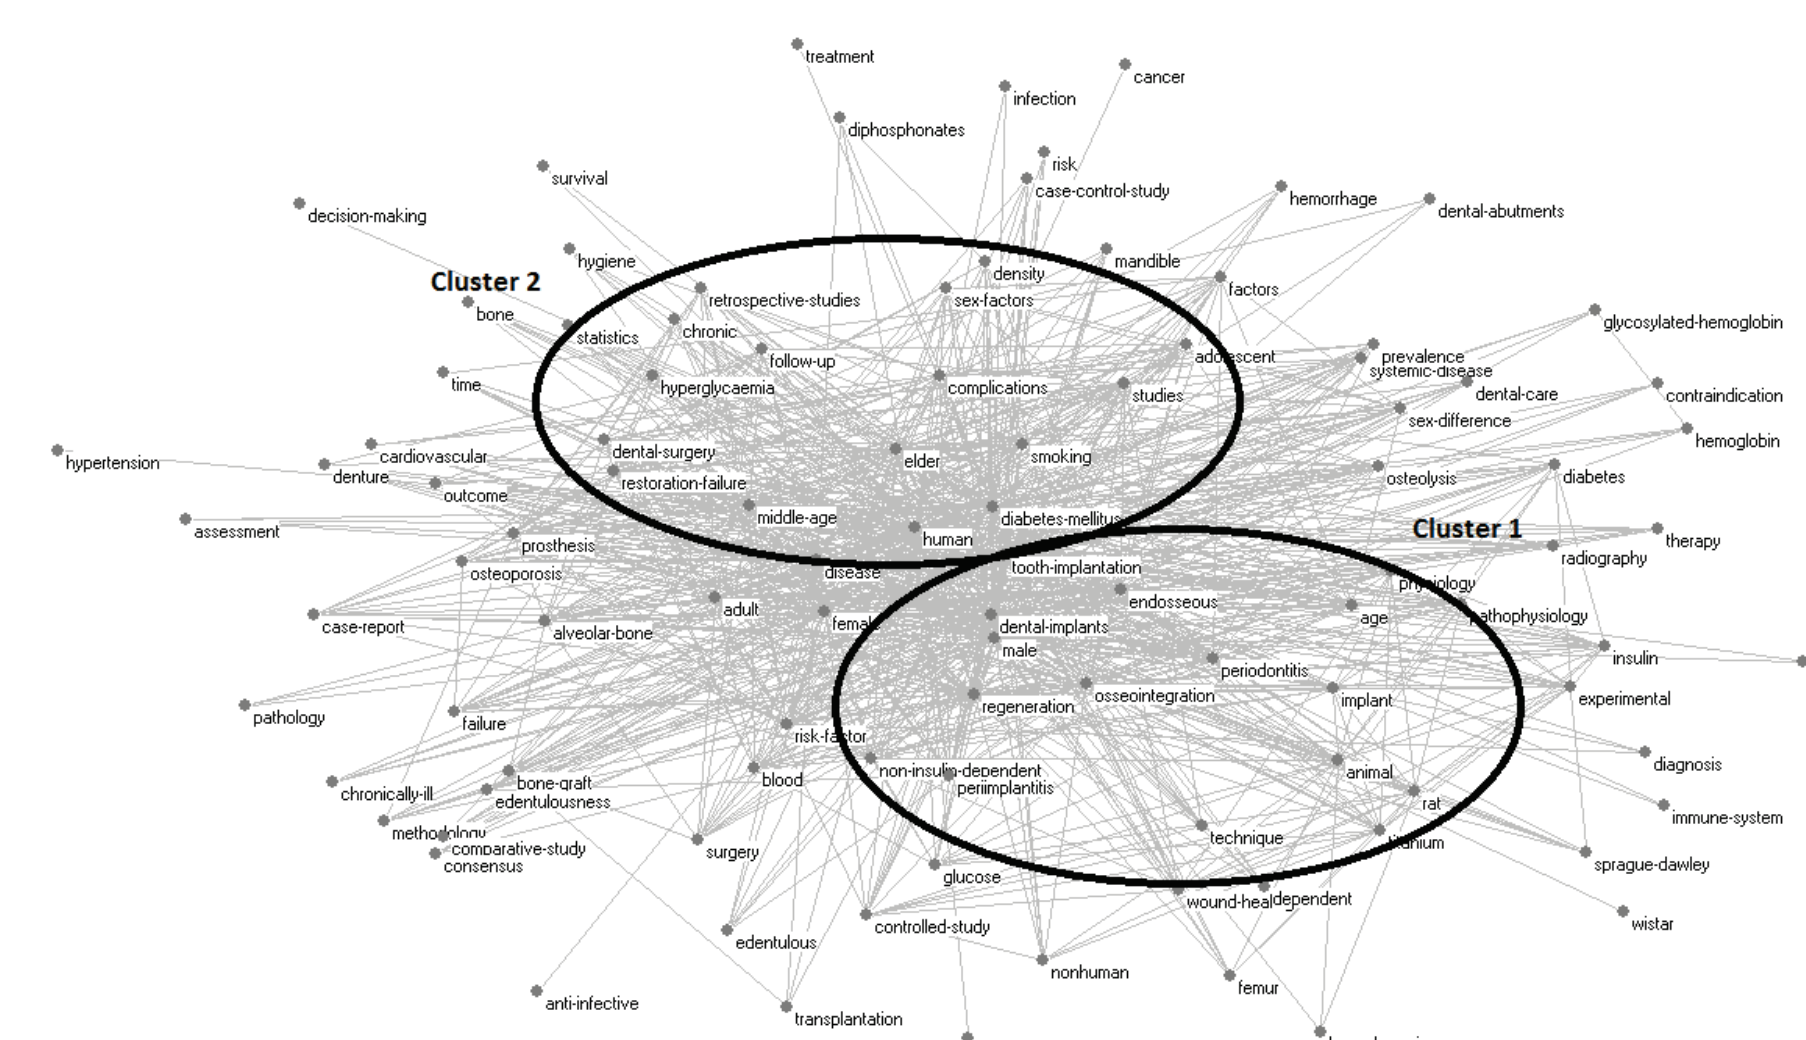 treatment
cancer
infection
diphosphonates
risk
survival
case-control-study
hemorrhage
decision-making
dental-abutments
hygiene
mandible
density
Cluster 2
factors
retrospective-studies
sex-factors
bone
glycosylated-hemoglobin
chronic
statistics
adolescent
prevalence
follow-up
systemic-disease
time
hyperglycaemia
complications
studies
dental-care
contraindication
sex-difference
hemoglobin
cardiovascular
dental-surgery
elder
smoking
hypertension
denture
restoration-failure
osteolysis
diabetes
outcome
middle-age
diabetes-mellitus
Cluster 1
assessment
human
therapy
prosthesis
radiography
tooth-implantation
osteoporosis
disease
physiology
adult
endosseous
age
pathophysiology
case-report
female
dental-implants
alveolar-bone
male
insulin
periodontitis
osseointegration
implant
experimental
regeneration
pathology
failure
risk-factor
non-insulin-dependent
animal
diagnosis
blood
bone-graft
periimplantitis
chronically-ill
edentulousness
rat
immune-system
methodology
technique
titanium
comparative-study
surgery
consensus
sprague-dawley
glucose
wound-heal
dependent
controlled-study
wistar
edentulous
nonhuman
femur
anti-infective
transplantation